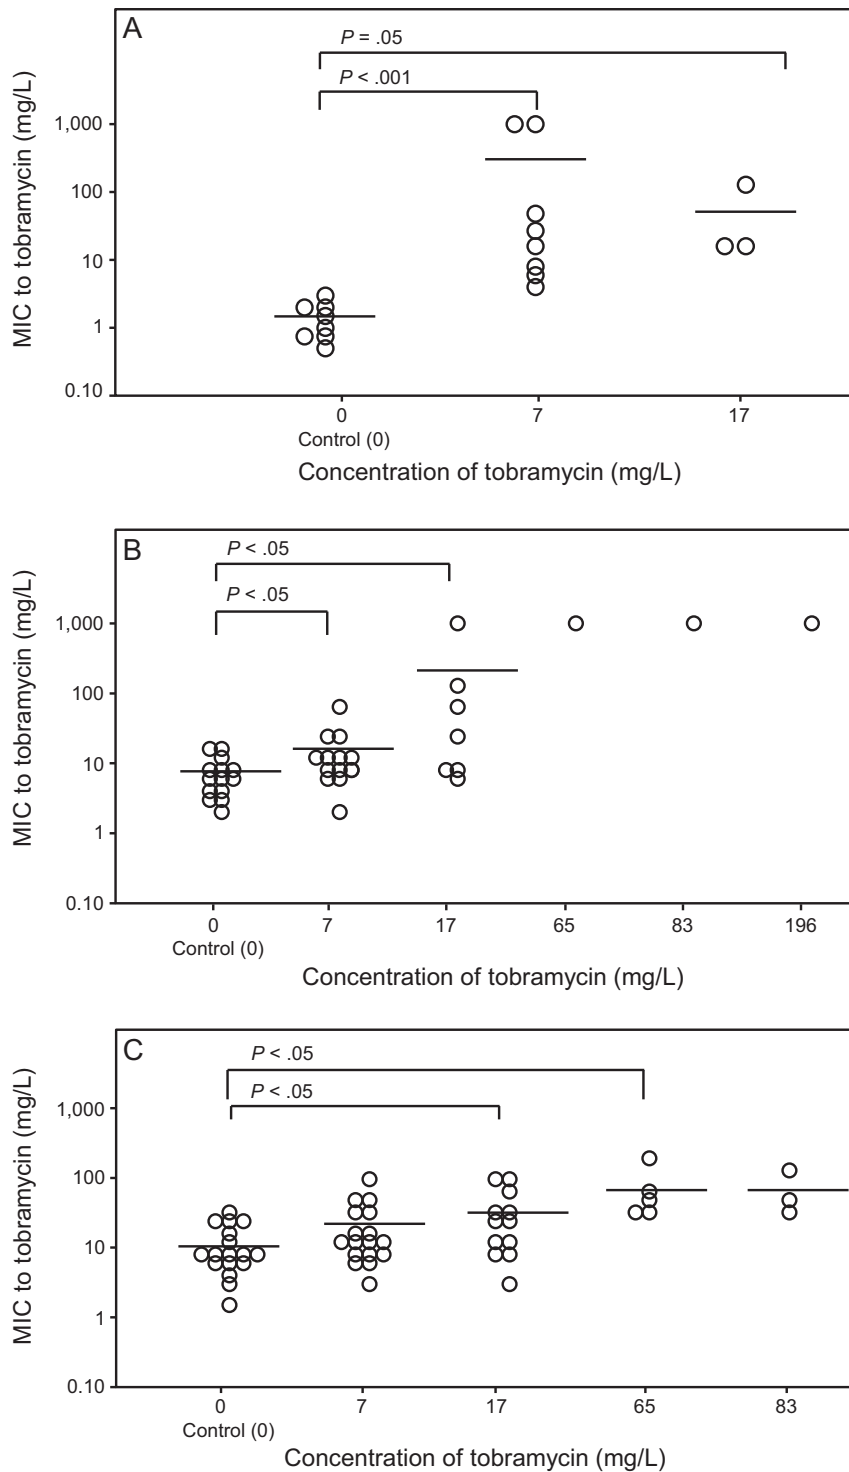 A
P = .05
P < .001
MIC to tobramycin (mg/L)
1,000
100
10
1
0.10
0 7 17
Control (0)
Concentration of tobramycin (mg/L)
B
P < .05
P < .05
MIC to tobramycin (mg/L)
1,000
100
10
1
0.10
0 7 17 65 83 196
Control (0)
Concentration of tobramycin (mg/L)
C
P < .05
P < .05
MIC to tobramycin (mg/L)
1,000
100
10
1
0.10
0 7 17 65 83
Control (0)
Concentration of tobramycin (mg/L)